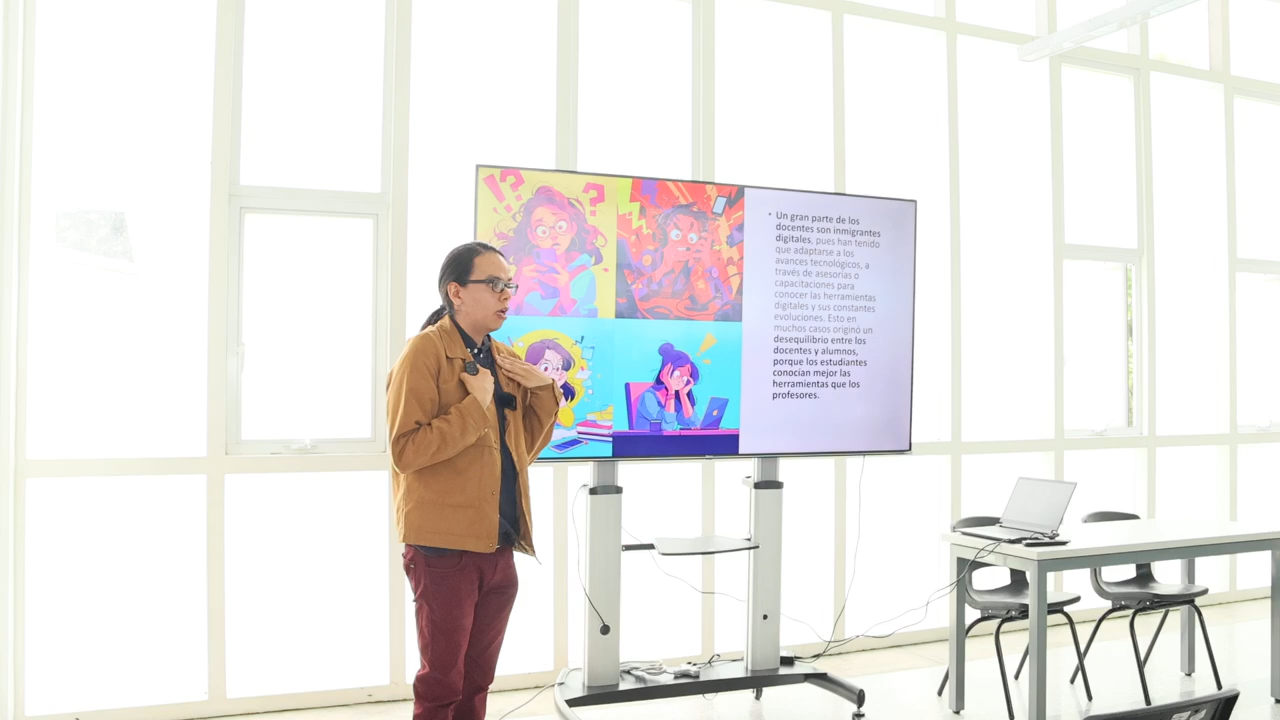 !?
?
• Un gran parte de los
docentes son inmigrantes
digitales, pues han tenido
que adaptarse a los
avances tecnológicos, a
través de asesorías o
capacitaciones para
conocer las herramientas
digitales y sus constantes
evoluciones. Esto en
muchos casos originó un
desequilibrio entre los
docentes y alumnos,
porque los estudiantes
conocían mejor las
herramientas que los
profesores.